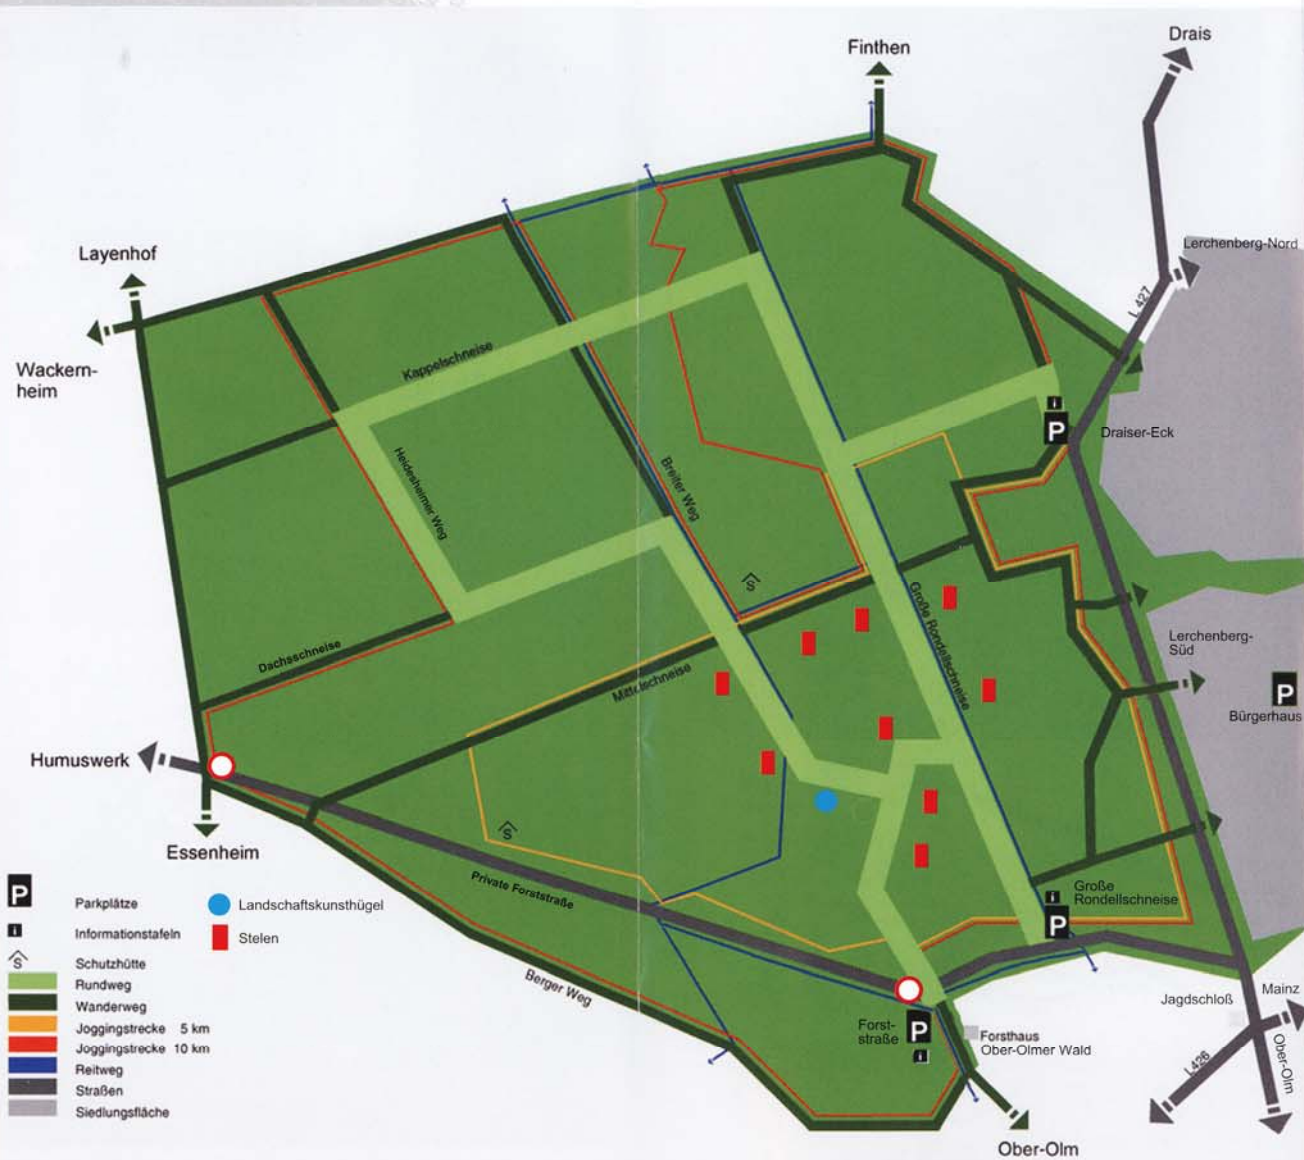 Drais
Finthen
Lerchenberg-Nord
Layenhof
L 427
Wackern-
heim
Kappelschneise
Draiser-Eck
P
i
Heidesheimer Weg
Breiter Weg
S
Große Rondellschneise
Lerchenberg-
Süd
Dachsschneise
Mittelschneise
P
Bürgerhaus
Humuswerk
S
Essenheim
Private Forststraße
i
P
Große
Rondellschneise
Berger Weg
Forst-
straße
P
i
Forsthaus
Ober-Olmer Wald
Jagdschloß
Mainz
L426
Ober-Olm
Ober-Olm
P Parkplätze
i Informationstafeln
S Schutzhütte
Rundweg
Wanderweg
Joggingstrecke 5 km
Joggingstrecke 10 km
Reitweg
Straßen
Siedlungsfläche
Landschaftskunsthügel
Stelen